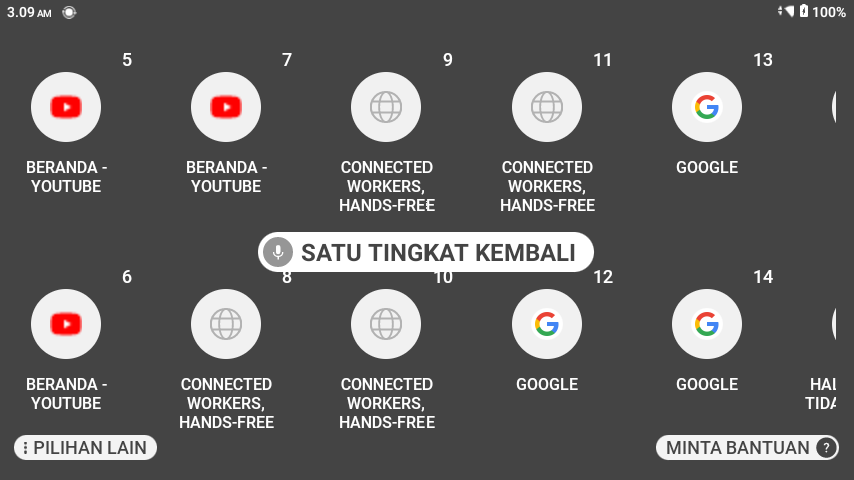 3.09 AM
100%
5
7
9
11
13
BERANDA -
YOUTUBE
BERANDA -
YOUTUBE
CONNECTED
WORKERS,
HANDS-FREE
CONNECTED
WORKERS,
HANDS-FREE
GOOGLE
SATU TINGKAT KEMBALI
6
8
10
12
14
BERANDA -
YOUTUBE
CONNECTED
WORKERS,
HANDS-FREE
CONNECTED
WORKERS,
HANDS-FREE
GOOGLE
GOOGLE
PILIHAN LAIN
MINTA BANTUAN ?